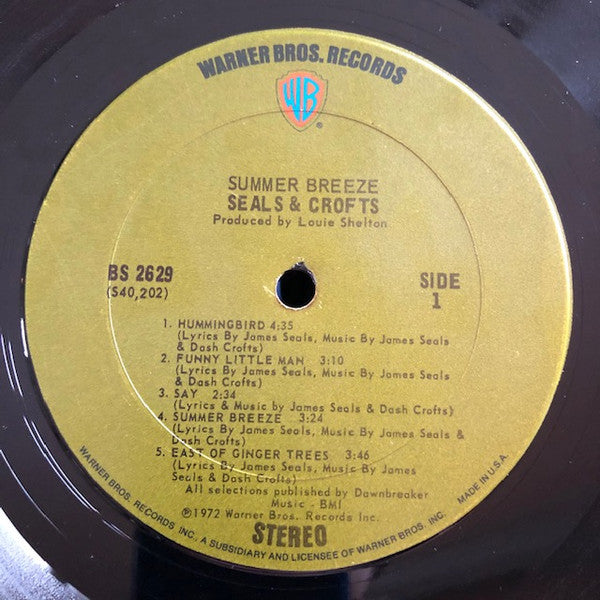 WARNER BROS. RECORDS
WB
®
SUMMER BREEZE
SEALS & CROFTS
Produced by Louie Shelton
BS 2629
(S40,202)
SIDE
1
1. HUMMINGBIRD 4:35
(Lyrics By James Seals, Music By James Seals
& Dash Crofts)
2. FUNNY LITTLE MAN 3:10
(Lyrics By James Seals, Music By James Seals
& Dash Crofts)
3. SAY 2:34
(Lyrics & Music by James Seals & Dash Crofts)
4. SUMMER BREEZE 3:24
(Lyrics By James Seals, Music By James Seals &
Dash Crofts)
5. EAST OF GINGER TREES 3:46
(Lyrics By James Seals, Music By James
Seals & Dash Crofts)
All selections published by Dawnbreaker
Music - BMI
℗1972 Warner Bros. Records Inc.
STEREO
WARNER BROS. RECORDS INC. A SUBSIDIARY AND LICENSEE OF WARNER BROS. INC. MADE IN U.S.A.